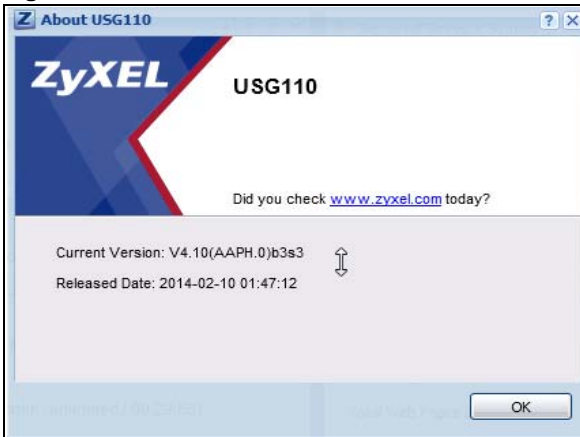 About USG110
ZyXEL
USG110
Did you check www.zyxel.com today?
Current Version: V4.10(AAPH.0)b3s3
Released Date: 2014-02-10 01:47:12
OK